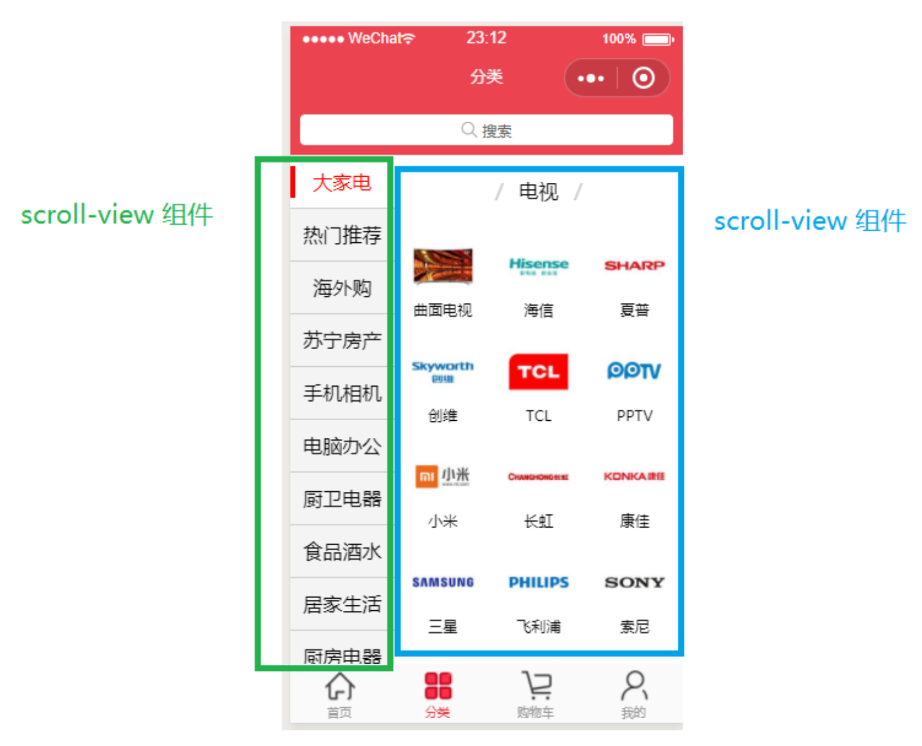 WeChat 23:12 100%
分类
搜索
scroll-view 组件
大家电
热门推荐
海外购
苏宁房产
手机相机
电脑办公
厨卫电器
食品酒水
居家生活
厨房电器
/ 电视 /
Hisense SHARP
曲面电视 海信 夏普
Skyworth
创维
TCL PPTV
创维 TCL PPTV
小米 CHANGHONG长虹 KONKA康佳
小米 长虹 康佳
SAMSUNG PHILIPS SONY
三星 飞利浦 索尼
scroll-view 组件
首页 分类 购物车 我的